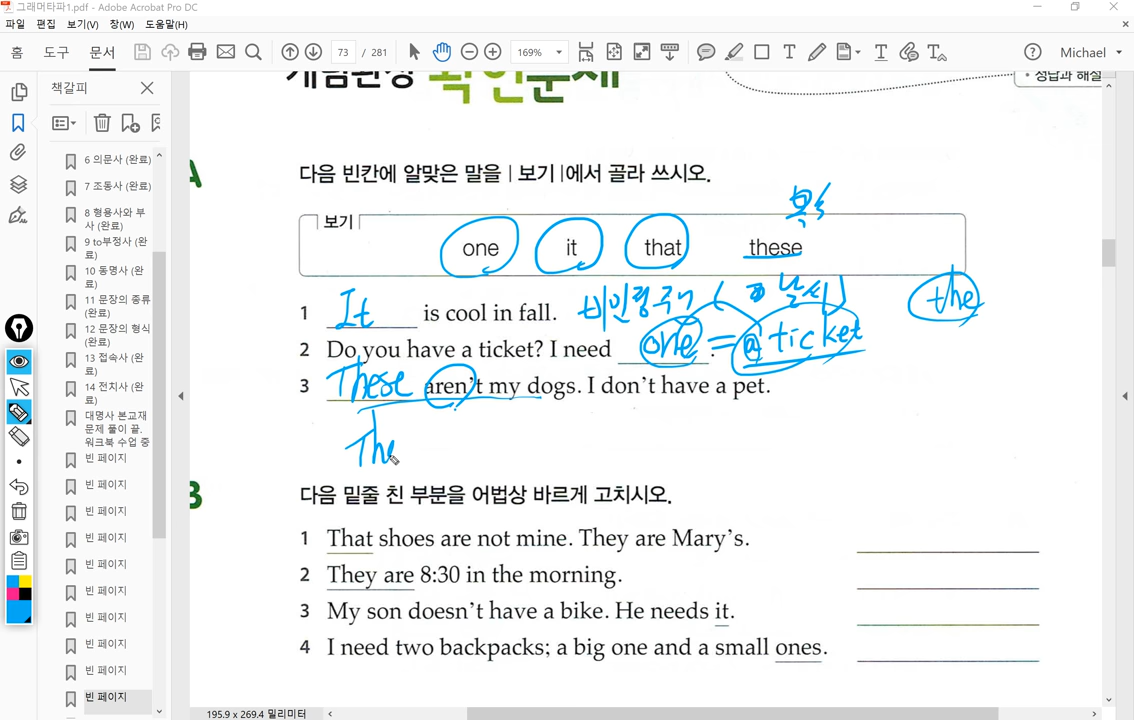 그래머타파1.pdf - Adobe Acrobat Pro DC
파일 편집 보기(V) 창(W) 도움말(H)
홈 도구 문서 73 / 281 169% Michael
책갈피
6 의문사 (완료)
7 조동사 (완료)
8 형용사와 부
사 (완료)
9 to부정사 (완
료)
10 동명사 (완
료)
11 문장의 종류
(완료)
12 문장의 형식
(완료)
13 접속사 (완
료)
14 전치사 (완
료)
대명사 본교재
문제 풀이 끝.
워크북 수업 중
빈 페이지
빈 페이지
빈 페이지
빈 페이지
빈 페이지
빈 페이지
빈 페이지
빈 페이지
빈 페이지
빈 페이지
개념완성 확인문제
• 정답과 해설
A
다음 빈칸에 알맞은 말을 | 보기 |에서 골라 쓰시오.
보기
one it that these
the
1 It is cool in fall.
2 Do you have a ticket? I need one. = a ticket
3 These aren't my dogs. I don't have a pet.
The
B
다음 밑줄 친 부분을 어법상 바르게 고치시오.
1 That shoes are not mine. They are Mary's.
2 They are 8:30 in the morning.
3 My son doesn't have a bike. He needs it.
4 I need two backpacks; a big one and a small ones.
195.9 x 269.4 밀리미터